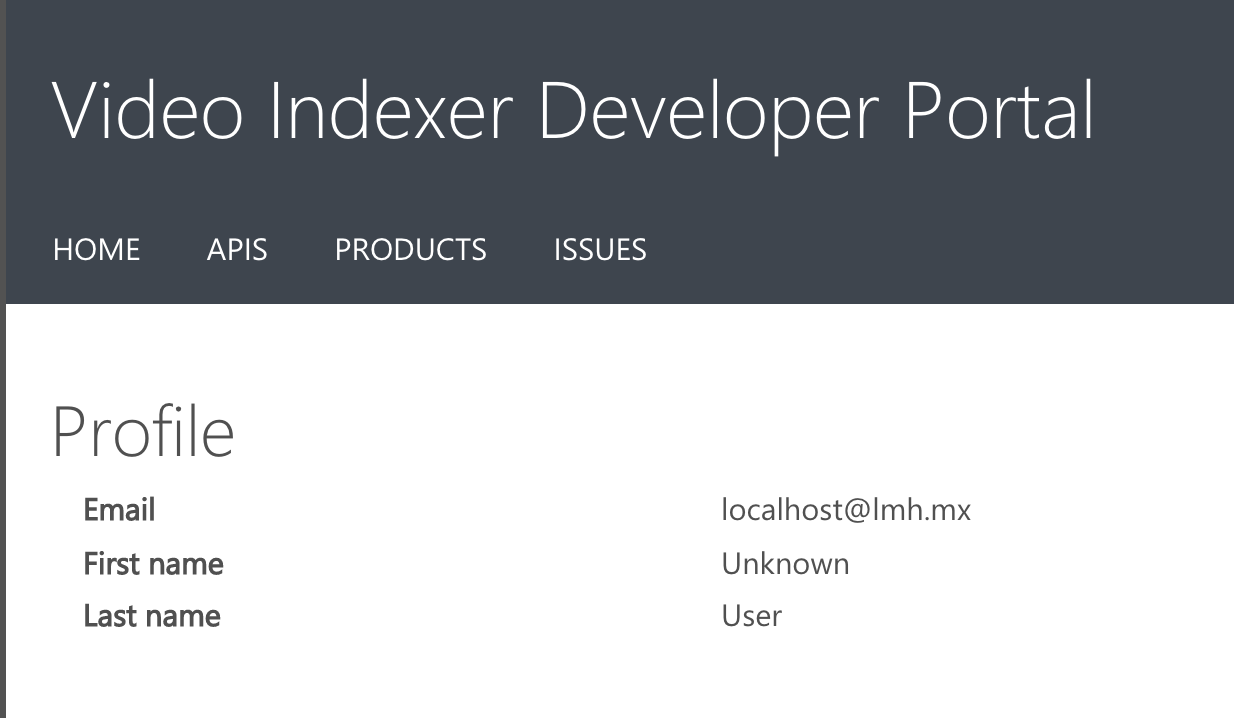 Video Indexer Developer Portal
HOME APIS PRODUCTS ISSUES
Profile
Email localhost@lmh.mx
First name Unknown
Last name User